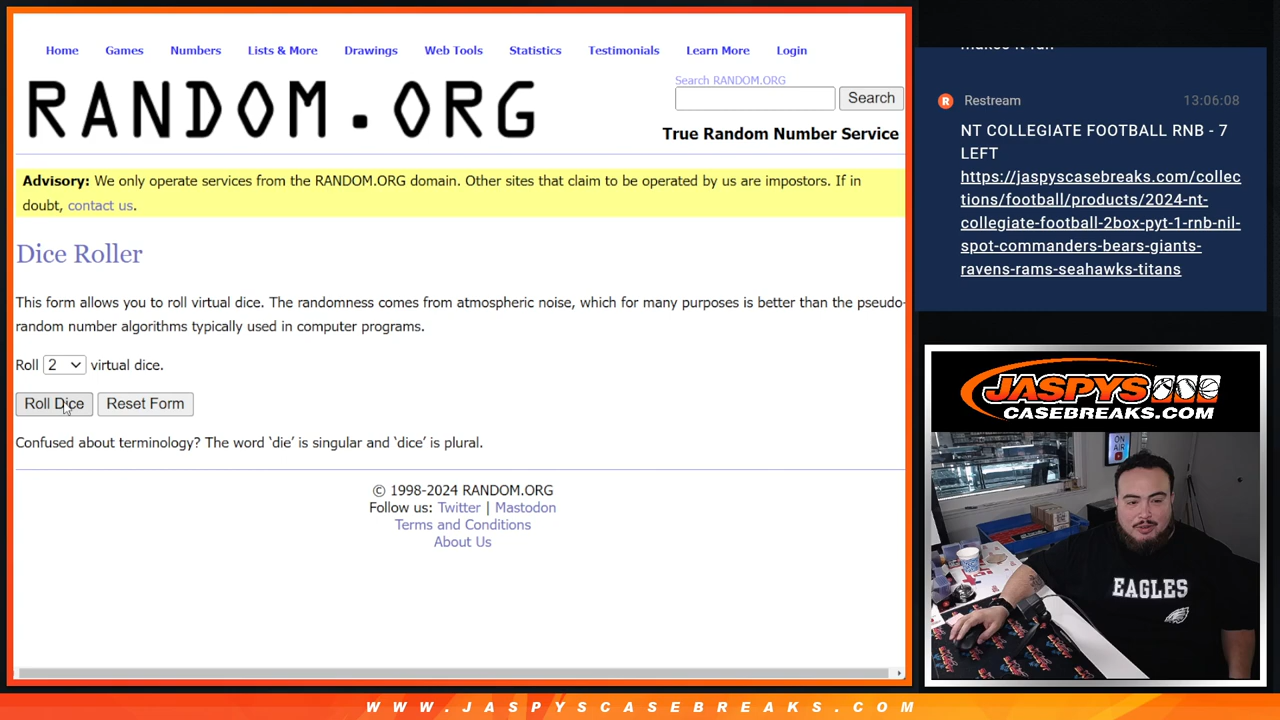 Home Games Numbers Lists & More Drawings Web Tools Statistics Testimonials Learn More Login
RANDOM.ORG
Search RANDOM.ORG
Search
True Random Number Service
Advisory: We only operate services from the RANDOM.ORG domain. Other sites that claim to be operated by us are impostors. If in
doubt, contact us.
Dice Roller
This form allows you to roll virtual dice. The randomness comes from atmospheric noise, which for many purposes is better than the pseudo-
random number algorithms typically used in computer programs.
Roll 2 virtual dice.
Roll Dice Reset Form
Confused about terminology? The word ‘die’ is singular and ‘dice’ is plural.
© 1998-2024 RANDOM.ORG
Follow us: Twitter | Mastodon
Terms and Conditions
About Us
Restream 13:06:08
NT COLLEGIATE FOOTBALL RNB - 7
LEFT
https://jaspyscasebreaks.com/collec
tions/football/products/2024-nt-
collegiate-football-2box-pyt-1-rnb-nil-
spot-commanders-bears-giants-
ravens-rams-seahawks-titans
JASPYS
CASEBREAKS.COM
ON
AIR
EAGLES
WWW.JASPYSCASEBREAKS.COM